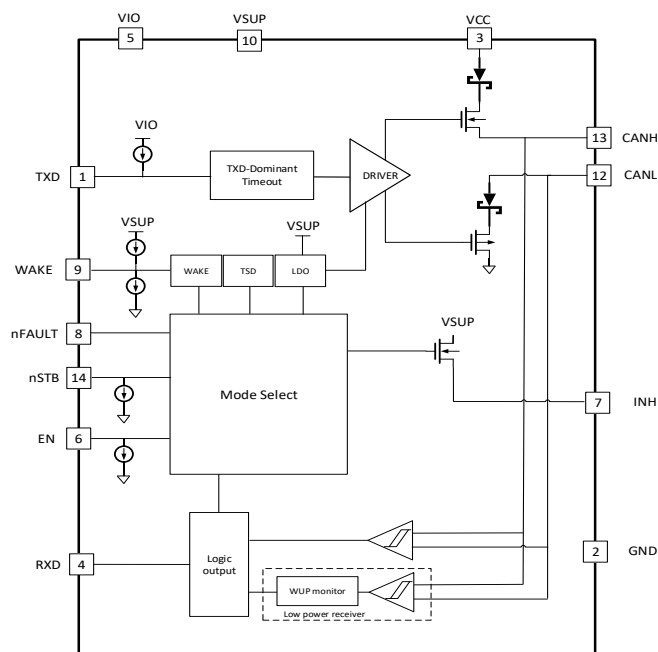 VIO
VSUP
VCC
5
10
3
VIO
13
CANH
TXD
1
TXD-Dominant
Timeout
DRIVER
12
CANL
VSUP
VSUP
WAKE
9
WAKE
TSD
LDO
nFAULT
8
VSUP
nSTB
14
Mode Select
7
INH
EN
6
RXD
4
Logic
output
2
GND
WUP monitor
Low power receiver